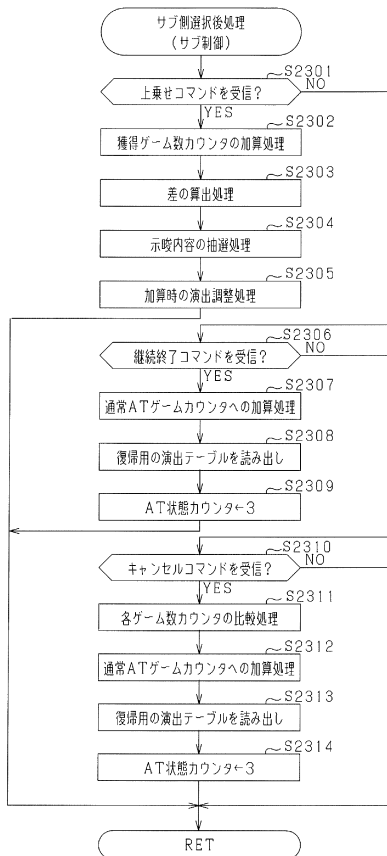 サブ側選択後処理
(サブ制御)
S2301
上乗せコマンドを受信?
NO
YES
S2302
獲得ゲーム数カウンタの加算処理
S2303
差の算出処理
S2304
示唆内容の抽選処理
S2305
加算時の演出調整処理
S2306
継続終了コマンドを受信?
NO
YES
S2307
通常ATゲームカウンタへの加算処理
S2308
復帰用の演出テーブルを読み出し
S2309
AT状態カウンタ←3
S2310
キャンセルコマンドを受信?
NO
YES
S2311
各ゲーム数カウンタの比較処理
S2312
通常ATゲームカウンタへの加算処理
S2313
復帰用の演出テーブルを読み出し
S2314
AT状態カウンタ←3
RET